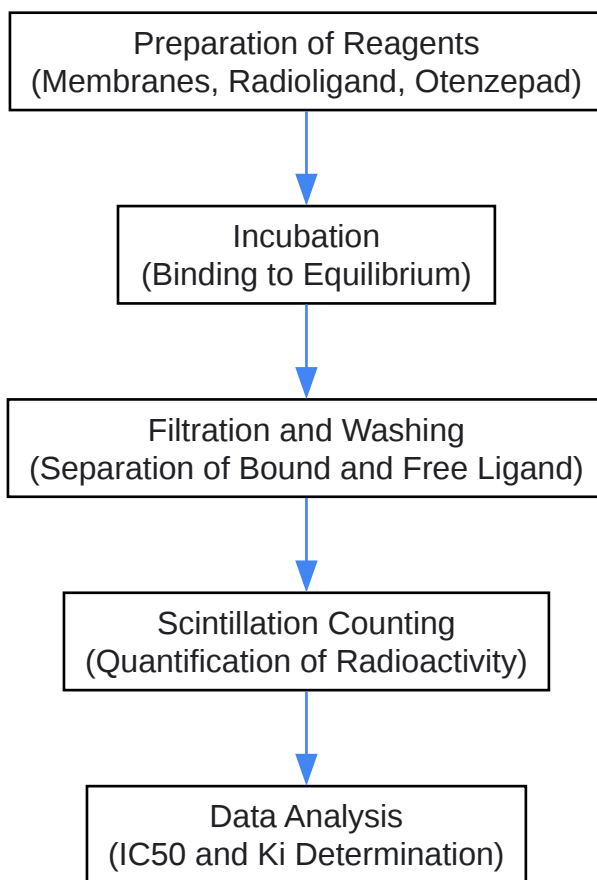 Preparation of Reagents
(Membranes, Radioligand, Otenzepad)
Incubation
(Binding to Equilibrium)
Filtration and Washing
(Separation of Bound and Free Ligand)
Scintillation Counting
(Quantification of Radioactivity)
Data Analysis
(IC50 and Ki Determination)